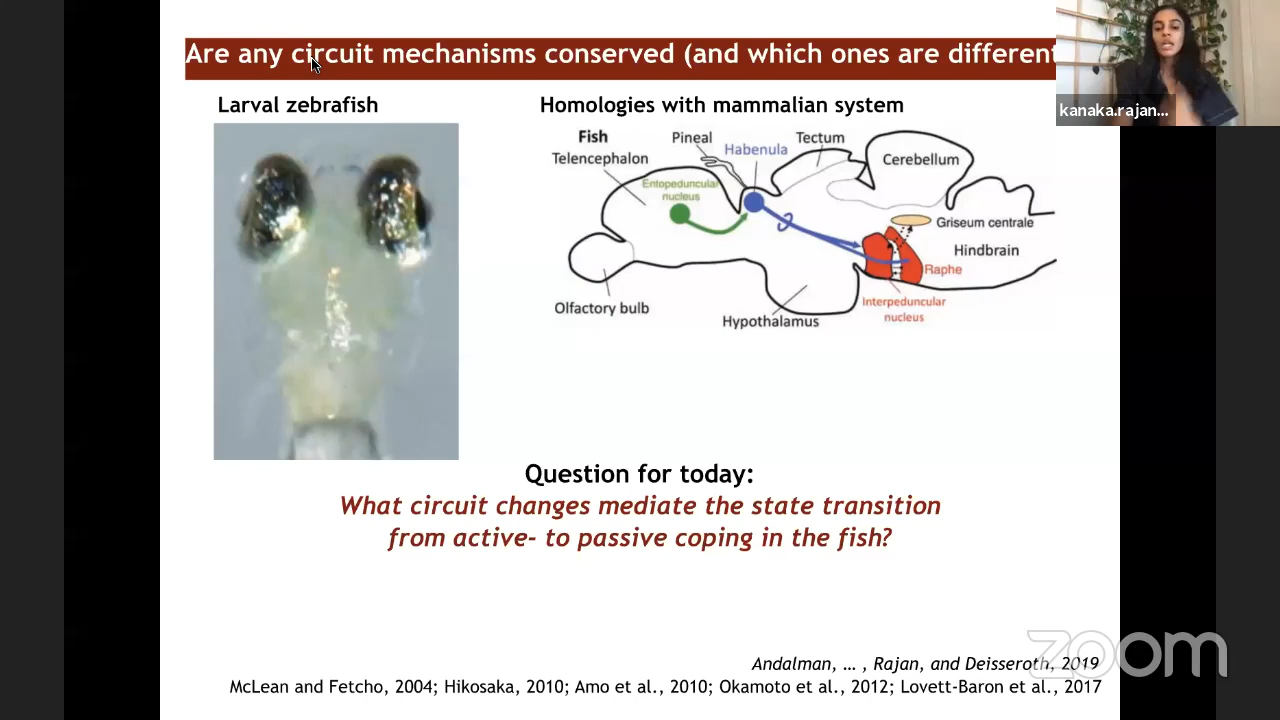 Are any circuit mechanisms conserved (and which ones are different
kanaka.rajan...
Larval zebrafish
Homologies with mammalian system
Fish
Telencephalon
Pineal
Habenula
Tectum
Cerebellum
Entopeduncular
nucleus
Griseum centrale
Hindbrain
Raphe
Olfactory bulb
Hypothalamus
Interpeduncular
nucleus
Question for today:
What circuit changes mediate the state transition
from active- to passive coping in the fish?
zoom
Andalman, ... , Rajan, and Deisseroth, 2019
McLean and Fetcho, 2004; Hikosaka, 2010; Amo et al., 2010; Okamoto et al., 2012; Lovett-Baron et al., 2017